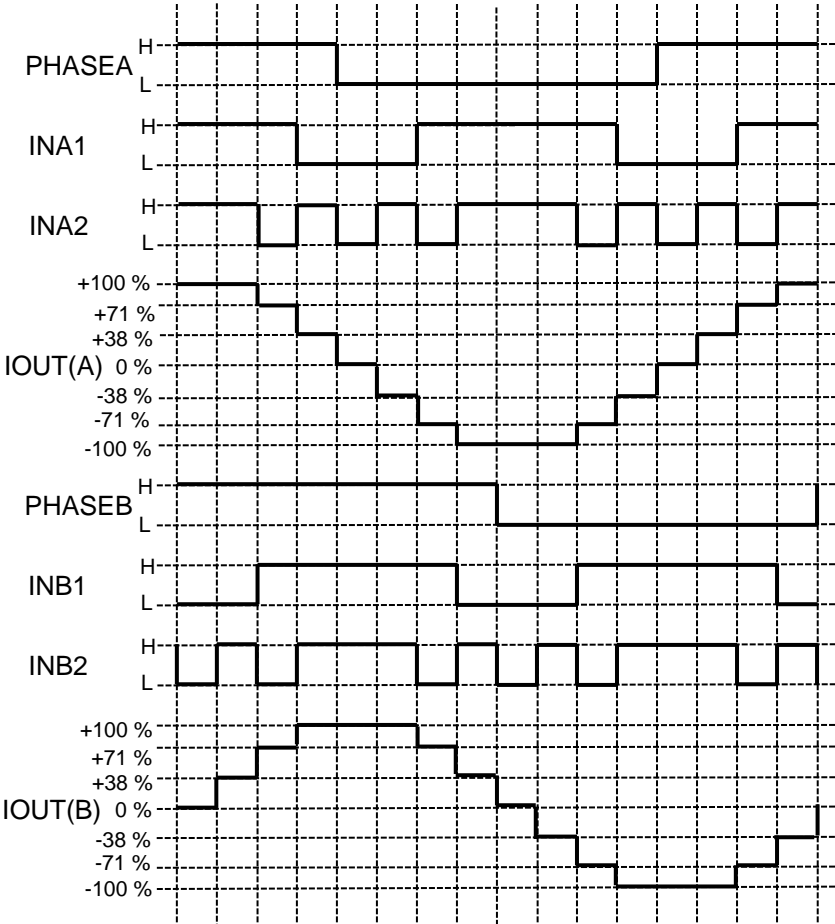 H
PHASEA
L
H
INA1
L
H
INA2
L
+100 %
+71 %
+38 %
IOUT(A) 0 %
-38 %
-71 %
-100 %
H
PHASEB
L
H
INB1
L
H
INB2
L
+100 %
+71 %
+38 %
IOUT(B) 0 %
-38 %
-71 %
-100 %